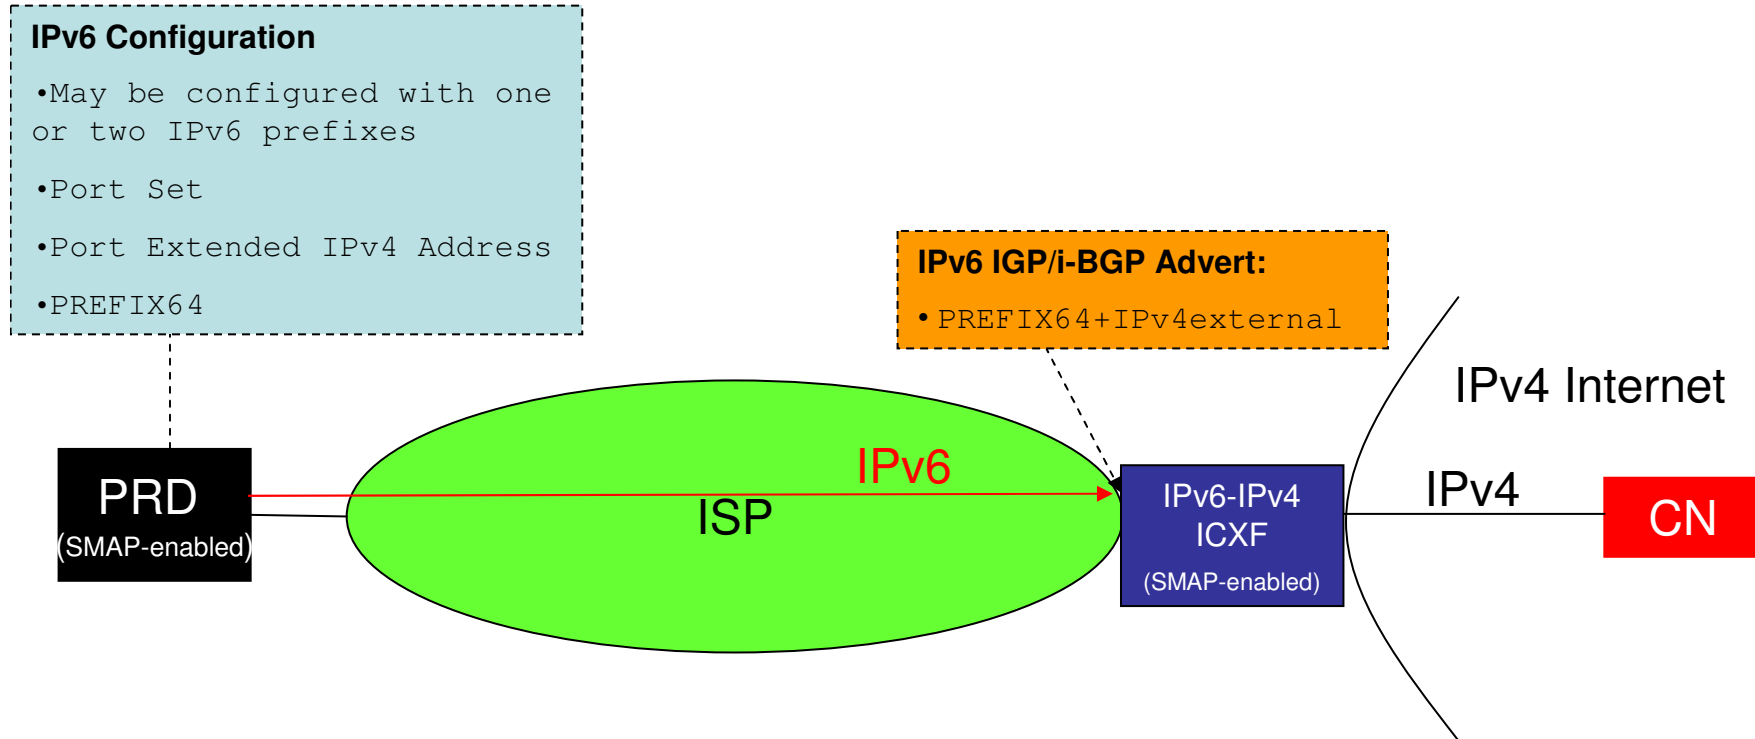 IPv6 Configuration
•May be configured with one
or two IPv6 prefixes
•Port Set
•Port Extended IPv4 Address
•PREFIX64
IPv6 IGP/i-BGP Advert:
• PREFIX64+IPv4external
IPv4 Internet
PRD
(SMAP-enabled)
IPv6
ISP
IPv6-IPv4
ICXF
(SMAP-enabled)
IPv4
CN